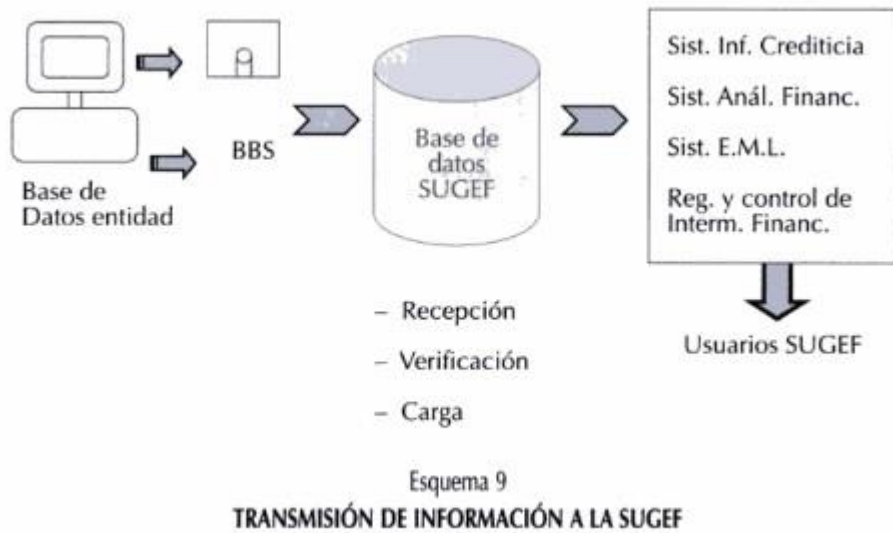 Base de
Datos entidad
BBS
Base de
datos
SUGEF
– Recepción
– Verificación
– Carga
Sist. Inf. Crediticia
Sist. Anál. Financ.
Sist. E.M.L.
Reg. y control de
Interm. Financ.
Usuarios SUGEF
Esquema 9
TRANSMISIÓN DE INFORMACIÓN A LA SUGEF